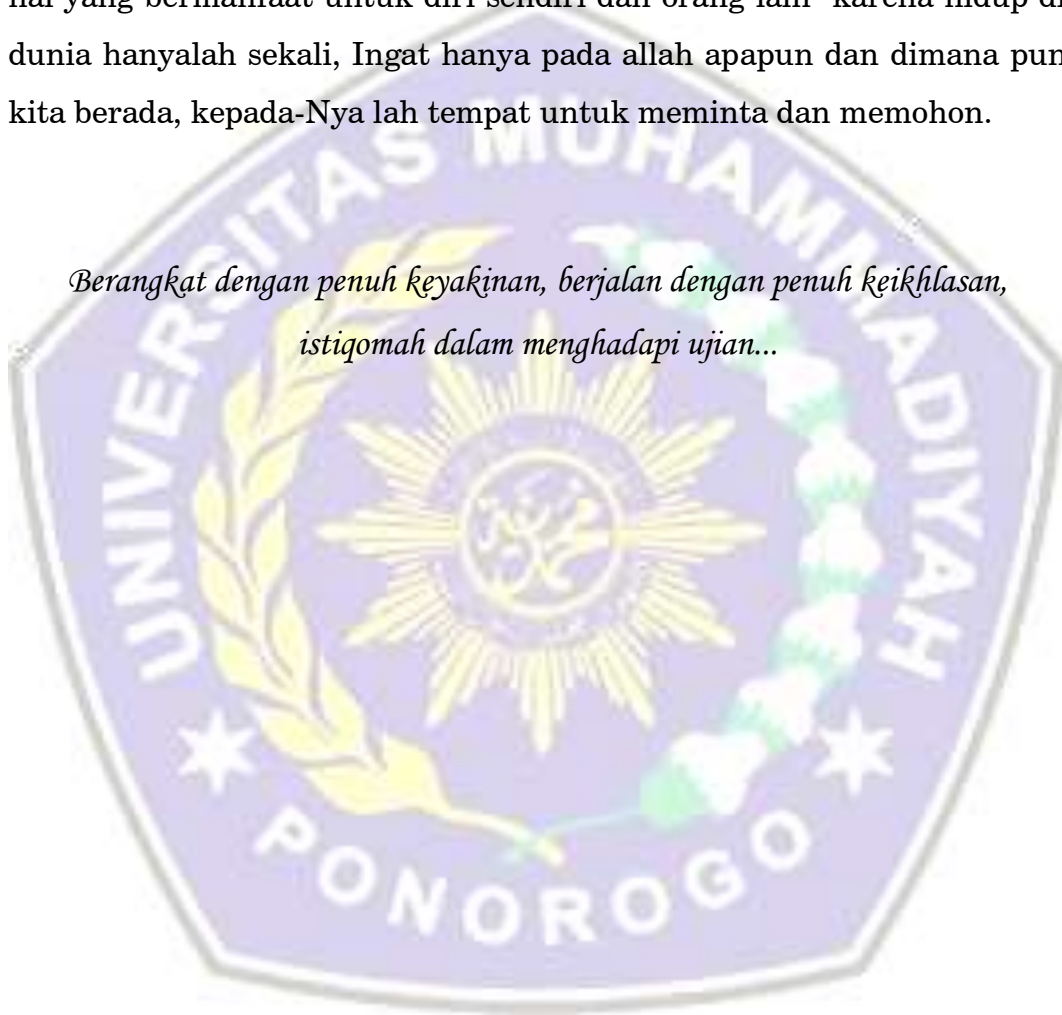 yang bermanfaat untuk diri sendiri dan orang lain karena hidup di
dunia hanyalah sekali, Ingat hanya pada allah apapun dan dimana pun
kita berada, kepada-Nya lah tempat untuk meminta dan memohon.
Berangkat dengan penuh keyakinan, berjalan dengan penuh keikhlasan,
istiqomah dalam menghadapi ujian...
UNIVERSITAS MUHAMMADIYAH
PONOROGO